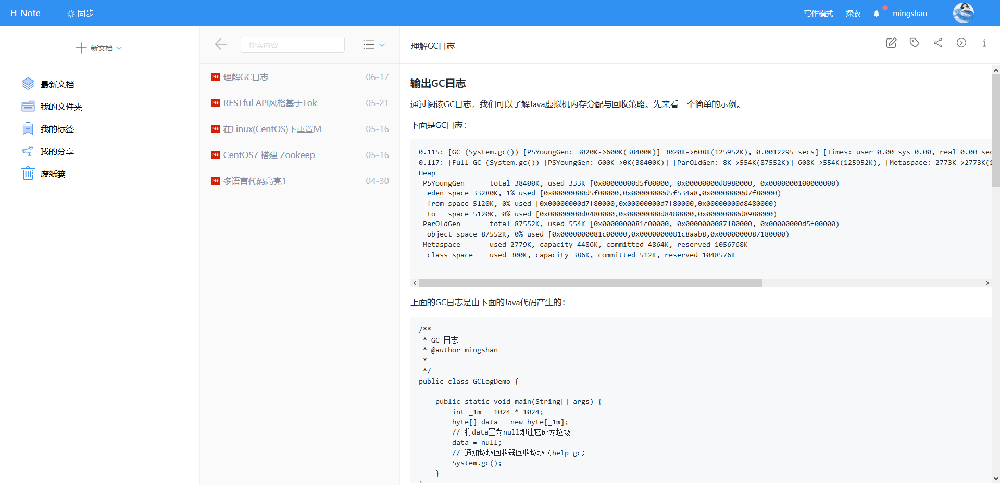 H-Note
同步
写作模式
探索
mingshan
新文档
最新文档
我的文件夹
我的标签
我的分享
废纸篓
搜索内容
理解GC日志 06-17
RESTful API风格基于Tok 05-21
在Linux(CentOS)下重置M 05-16
CentOS7 搭建 Zookeep 05-16
多语言代码高亮1 04-30
理解GC日志
输出GC日志
通过阅读GC日志，我们可以了解Java虚拟机内存分配与回收策略。先来看一个简单的示例。
下面是GC日志：
0.115: [GC (System.gc()) [PSYoungGen: 3020K->600K(38400K)] 3020K->608K(125952K), 0.0012295 secs] [Times: user=0.00 sys=0.00, real=0.00 sec
0.117: [Full GC (System.gc()) [PSYoungGen: 600K->0K(38400K)] [ParOldGen: 8K->554K(87552K)] 608K->554K(125952K), [Metaspace: 2773K->2773K(1
Heap
 PSYoungGen      total 38400K, used 333K [0x00000000d5f00000, 0x00000000d8980000, 0x0000000100000000)
  eden space 33280K, 1% used [0x00000000d5f00000,0x00000000d5f534a8,0x00000000d7f80000)
  from space 5120K, 0% used [0x00000000d7f80000,0x00000000d7f80000,0x00000000d8480000)
  to   space 5120K, 0% used [0x00000000d8480000,0x00000000d8480000,0x00000000d8980000)
 ParOldGen       total 87552K, used 554K [0x0000000081c00000, 0x0000000087180000, 0x00000000d5f00000)
  object space 87552K, 0% used [0x0000000081c00000,0x0000000081c8aab8,0x0000000087180000)
 Metaspace       used 2779K, capacity 4486K, committed 4864K, reserved 1056768K
  class space    used 300K, capacity 386K, committed 512K, reserved 1048576K
上面的GC日志是由下面的Java代码产生的：
/**
 * GC 日志
 * @author mingshan
 *
 */
public class GCLogDemo {
    public static void main(String[] args) {
        int _1m = 1024 * 1024;
        byte[] data = new byte[_1m];
        // 将data置为null即让它成为垃圾
        data = null;
        // 通知垃圾回收器回收垃圾（help gc）
        System.gc();
    }
}